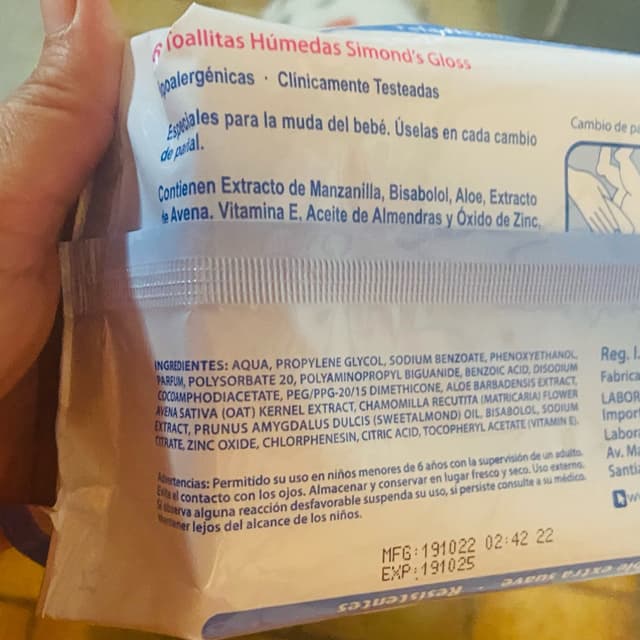 6 Toallitas Húmedas Simond's Gloss
Hipoalergénicas · Clínicamente Testeadas
Especiales para la muda del bebé. Úselas en cada cambio
de pañal.
Cambio de
Contienen Extracto de Manzanilla, Bisabolol, Aloe, Extracto
de Avena, Vitamina E, Aceite de Almendras y Óxido de Zinc.
INGREDIENTES: AQUA, PROPYLENE GLYCOL, SODIUM BENZOATE, PHENOXYETHANOL,
PARFUM, POLYSORBATE 20, POLYAMINOPROPYL BIGUANIDE, BENZOIC ACID, DISODIUM
COCOAMPHODIACETATE, PEG/PPG-20/15 DIMETHICONE, ALOE BARBADENSIS EXTRACT,
AVENA SATIVA (OAT) KERNEL EXTRACT, CHAMOMILLA RECUTITA (MATRICARIA) FLOWER
EXTRACT, PRUNUS AMYGDALUS DULCIS (SWEETALMOND) OIL, BISABOLOL, SODIUM
CITRATE, ZINC OXIDE, CHLORPHENESIN, CITRIC ACID, TOCOPHERYL ACETATE (VITAMIN E).
Advertencias: Permitido su uso en niños menores de 6 años con la supervisión de un adulto.
Evite el contacto con los ojos. Almacenar y conservar en lugar fresco y seco. Uso externo.
Si observa alguna reacción desfavorable suspenda su uso, si persiste consulte a su médico.
Mantener lejos del alcance de los niños.
Reg. I.
Fabrica
LABOR
Impor
Labor
Av. Ma
Santi
MFG:191022 02:42 22
EXP:191025
extra suave · Resistentes